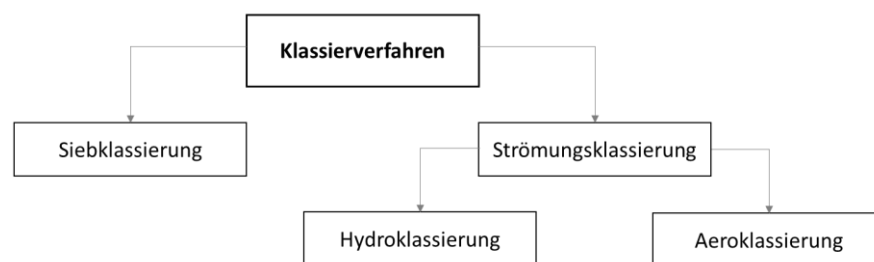 Klassierverfahren
Siebklassierung
Strömungsklassierung
Hydroklassierung
Aeroklassierung